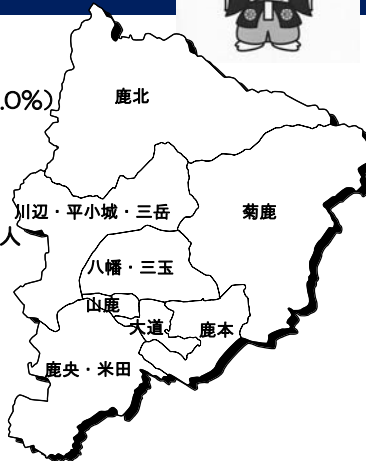 .0%)
鹿北
川辺・平小城・三岳
菊鹿
人
八幡・三玉
山鹿
大道
鹿本
鹿央・米田